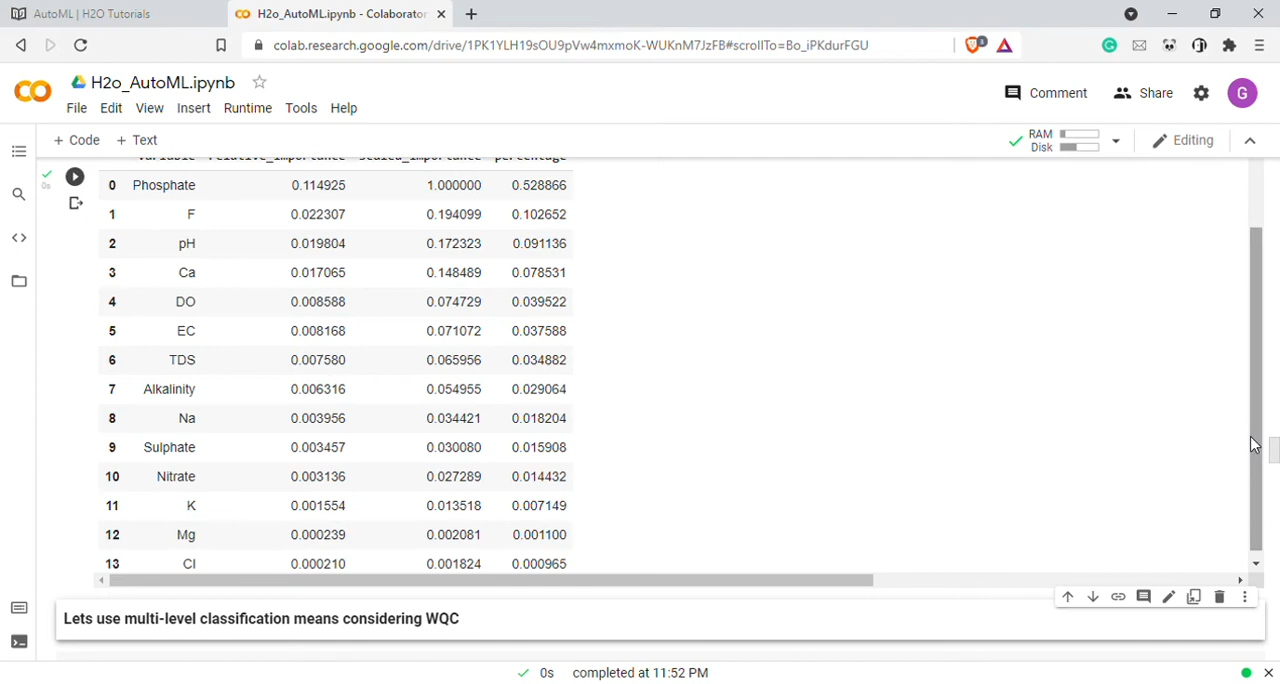 AutoML | H2O Tutorials
H2o_AutoML.ipynb - Colaborator
colab.research.google.com/drive/1PK1YLH19sOU9pVw4mxmoK-WUKnM7JzFB#scrollTo=Bo_iPKdurFGU
H2o_AutoML.ipynb
Comment
Share
G
File Edit View Insert Runtime Tools Help
+ Code + Text
RAM
Disk
Editing
variable relative_importance scaled_importance percentage
0s
0 Phosphate 0.114925 1.000000 0.528866
1 F 0.022307 0.194099 0.102652
2 pH 0.019804 0.172323 0.091136
3 Ca 0.017065 0.148489 0.078531
4 DO 0.008588 0.074729 0.039522
5 EC 0.008168 0.071072 0.037588
6 TDS 0.007580 0.065956 0.034882
7 Alkalinity 0.006316 0.054955 0.029064
8 Na 0.003956 0.034421 0.018204
9 Sulphate 0.003457 0.030080 0.015908
10 Nitrate 0.003136 0.027289 0.014432
11 K 0.001554 0.013518 0.007149
12 Mg 0.000239 0.002081 0.001100
13 Cl 0.000210 0.001824 0.000965
Lets use multi-level classification means considering WQC
0s completed at 11:52 PM